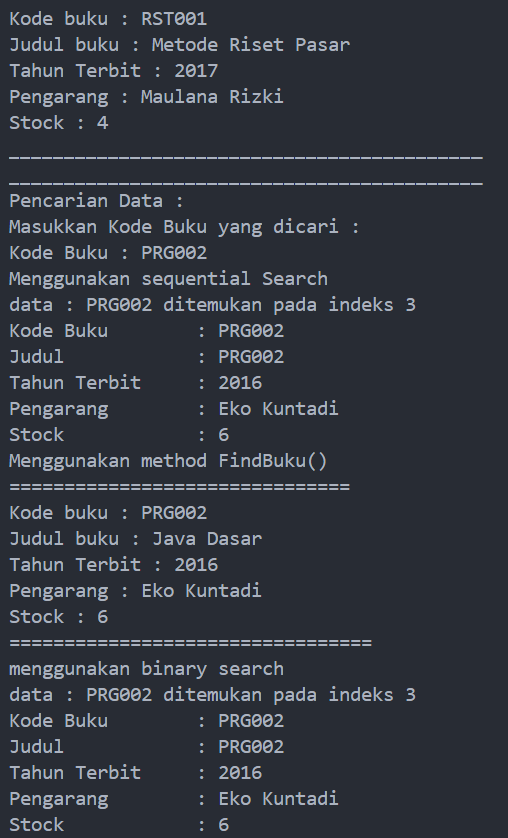 Kode buku : RST001
Judul buku : Metode Riset Pasar
Tahun Terbit : 2017
Pengarang : Maulana Rizki
Stock : 4
___________________________________________
___________________________________________
Pencarian Data :
Masukkan Kode Buku yang dicari :
Kode Buku : PRG002
Menggunakan sequential Search
data : PRG002 ditemukan pada indeks 3
Kode Buku        : PRG002
Judul            : PRG002
Tahun Terbit     : 2016
Pengarang        : Eko Kuntadi
Stock            : 6
Menggunakan method FindBuku()
===============================
Kode buku : PRG002
Judul buku : Java Dasar
Tahun Terbit : 2016
Pengarang : Eko Kuntadi
Stock : 6
=================================
menggunakan binary search
data : PRG002 ditemukan pada indeks 3
Kode Buku        : PRG002
Judul            : PRG002
Tahun Terbit     : 2016
Pengarang        : Eko Kuntadi
Stock            : 6